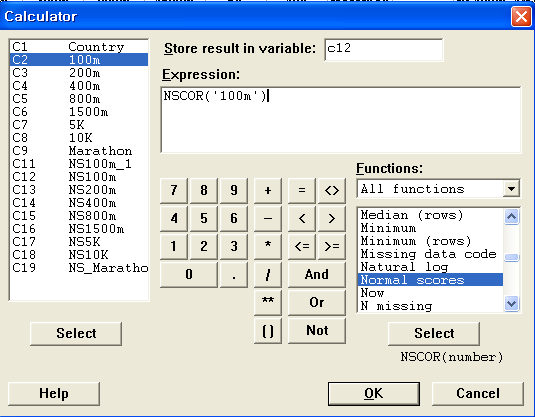 Calculator
C1 Country
C2 100m
C3 200m
C4 400m
C5 800m
C6 1500m
C7 5K
C8 10K
C9 Marathon
C11 NS100m_1
C12 NS100m
C13 NS200m
C14 NS400m
C15 NS800m
C16 NS1500m
C17 NS5K
C18 NS10K
C19 NS_Maratho
Select
Store result in variable: c12
Expression:
NSCOR('100m')
7 8 9 + = <>
4 5 6 – < >
1 2 3 * <= >=
0 . / And
** Or
() Not
Functions:
All functions
Median (rows)
Minimum
Minimum (rows)
Missing data code
Natural log
Normal scores
Now
N missing
Select
NSCOR(number)
Help
OK
Cancel